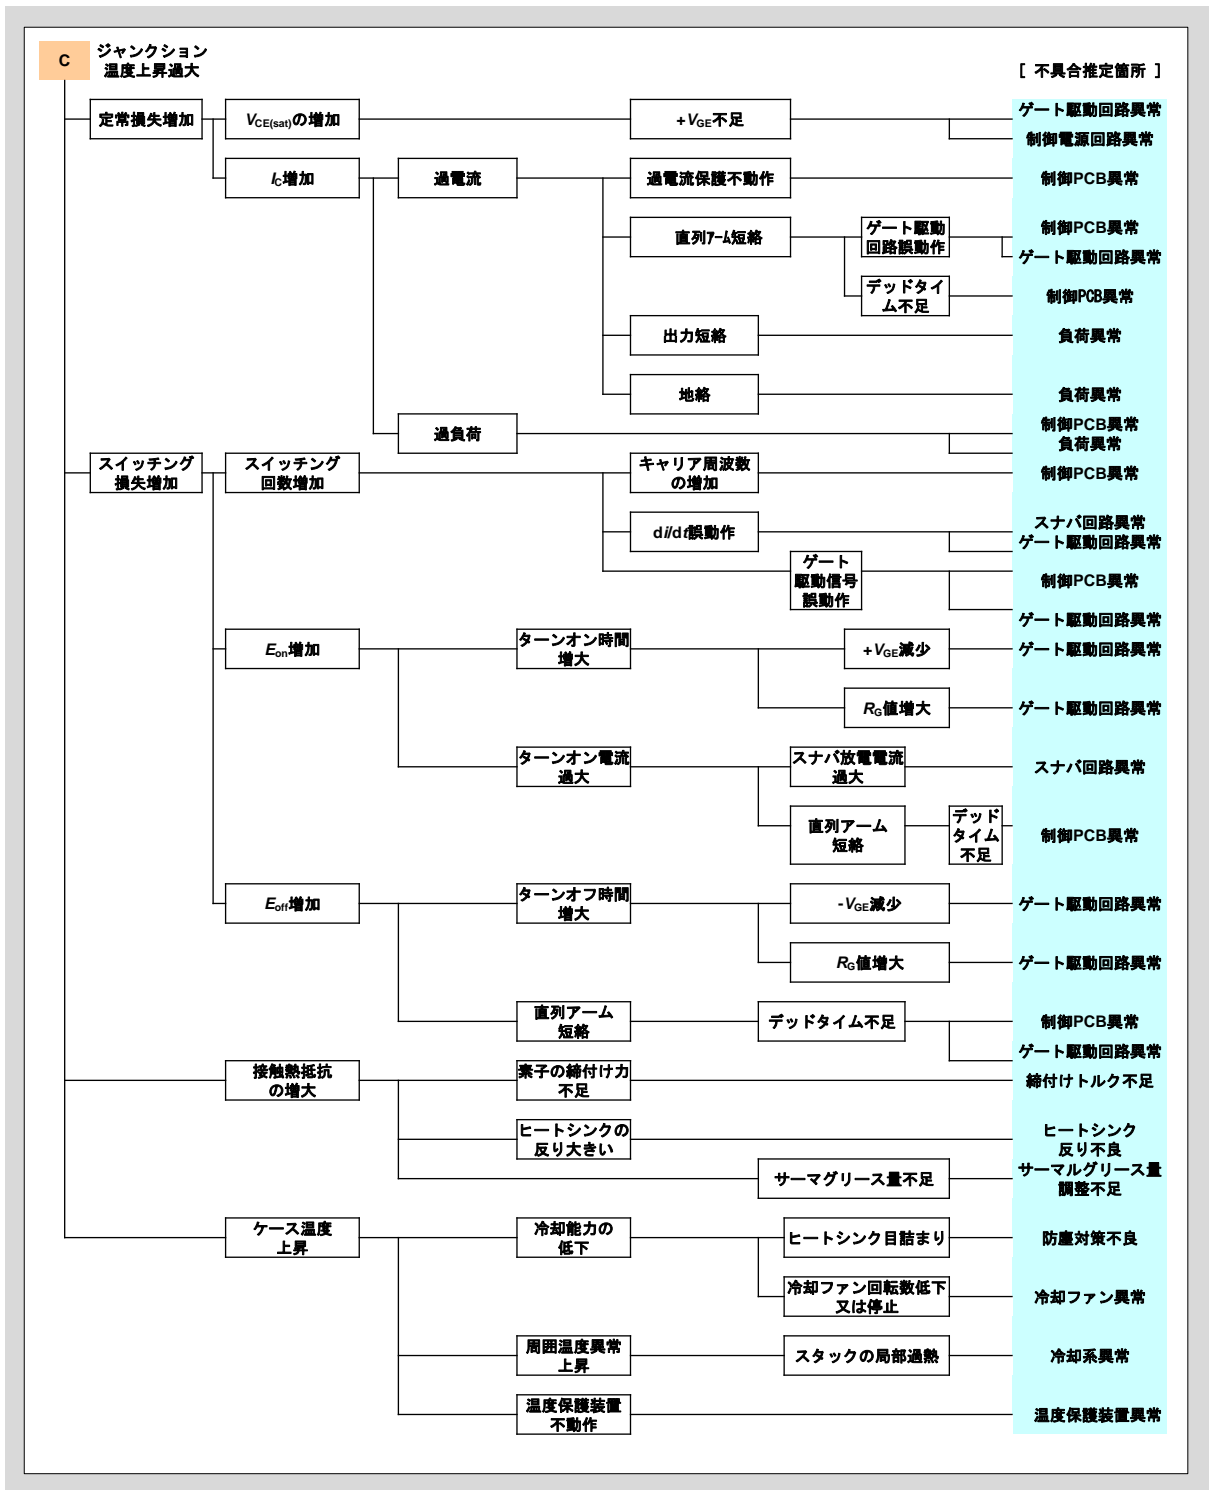 C
ジャンクション
温度上昇過大
[ 不具合推定箇所 ]
定常損失増加
VCE(sat)の増加
+VGE不足
ゲート駆動回路異常
制御電源回路異常
IC増加
過電流
過電流保護不動作
制御PCB異常
直列ｱｰﾑ短絡
ゲート駆動
回路誤動作
制御PCB異常
ゲート駆動回路異常
デッドタイ
ム不足
制御PCB異常
出力短絡
負荷異常
地絡
負荷異常
過負荷
制御PCB異常
負荷異常
スイッチング
損失増加
スイッチング
回数増加
キャリア周波数
の増加
制御PCB異常
di/dt誤動作
スナバ回路異常
ゲート駆動回路異常
ゲート
駆動信号
誤動作
制御PCB異常
ゲート駆動回路異常
Eon増加
ターンオン時間
増大
+VGE減少
ゲート駆動回路異常
RG値増大
ゲート駆動回路異常
ターンオン電流
過大
スナバ放電電流
過大
スナバ回路異常
直列アーム
短絡
デッド
タイム
不足
制御PCB異常
Eoff増加
ターンオフ時間
増大
-VGE減少
ゲート駆動回路異常
RG値増大
ゲート駆動回路異常
直列アーム
短絡
デッドタイム不足
制御PCB異常
ゲート駆動回路異常
接触熱抵抗
の増大
素子の締付け力
不足
締付けトルク不足
ヒートシンクの
反り大きい
ヒートシンク
反り不良
サーマグリース量不足
サーマルグリース量
調整不足
ケース温度
上昇
冷却能力の
低下
ヒートシンク目詰まり
防塵対策不良
冷却ファン回転数低下
又は停止
冷却ファン異常
周囲温度異常
上昇
スタックの局部過熱
冷却系異常
温度保護装置
不動作
温度保護装置異常